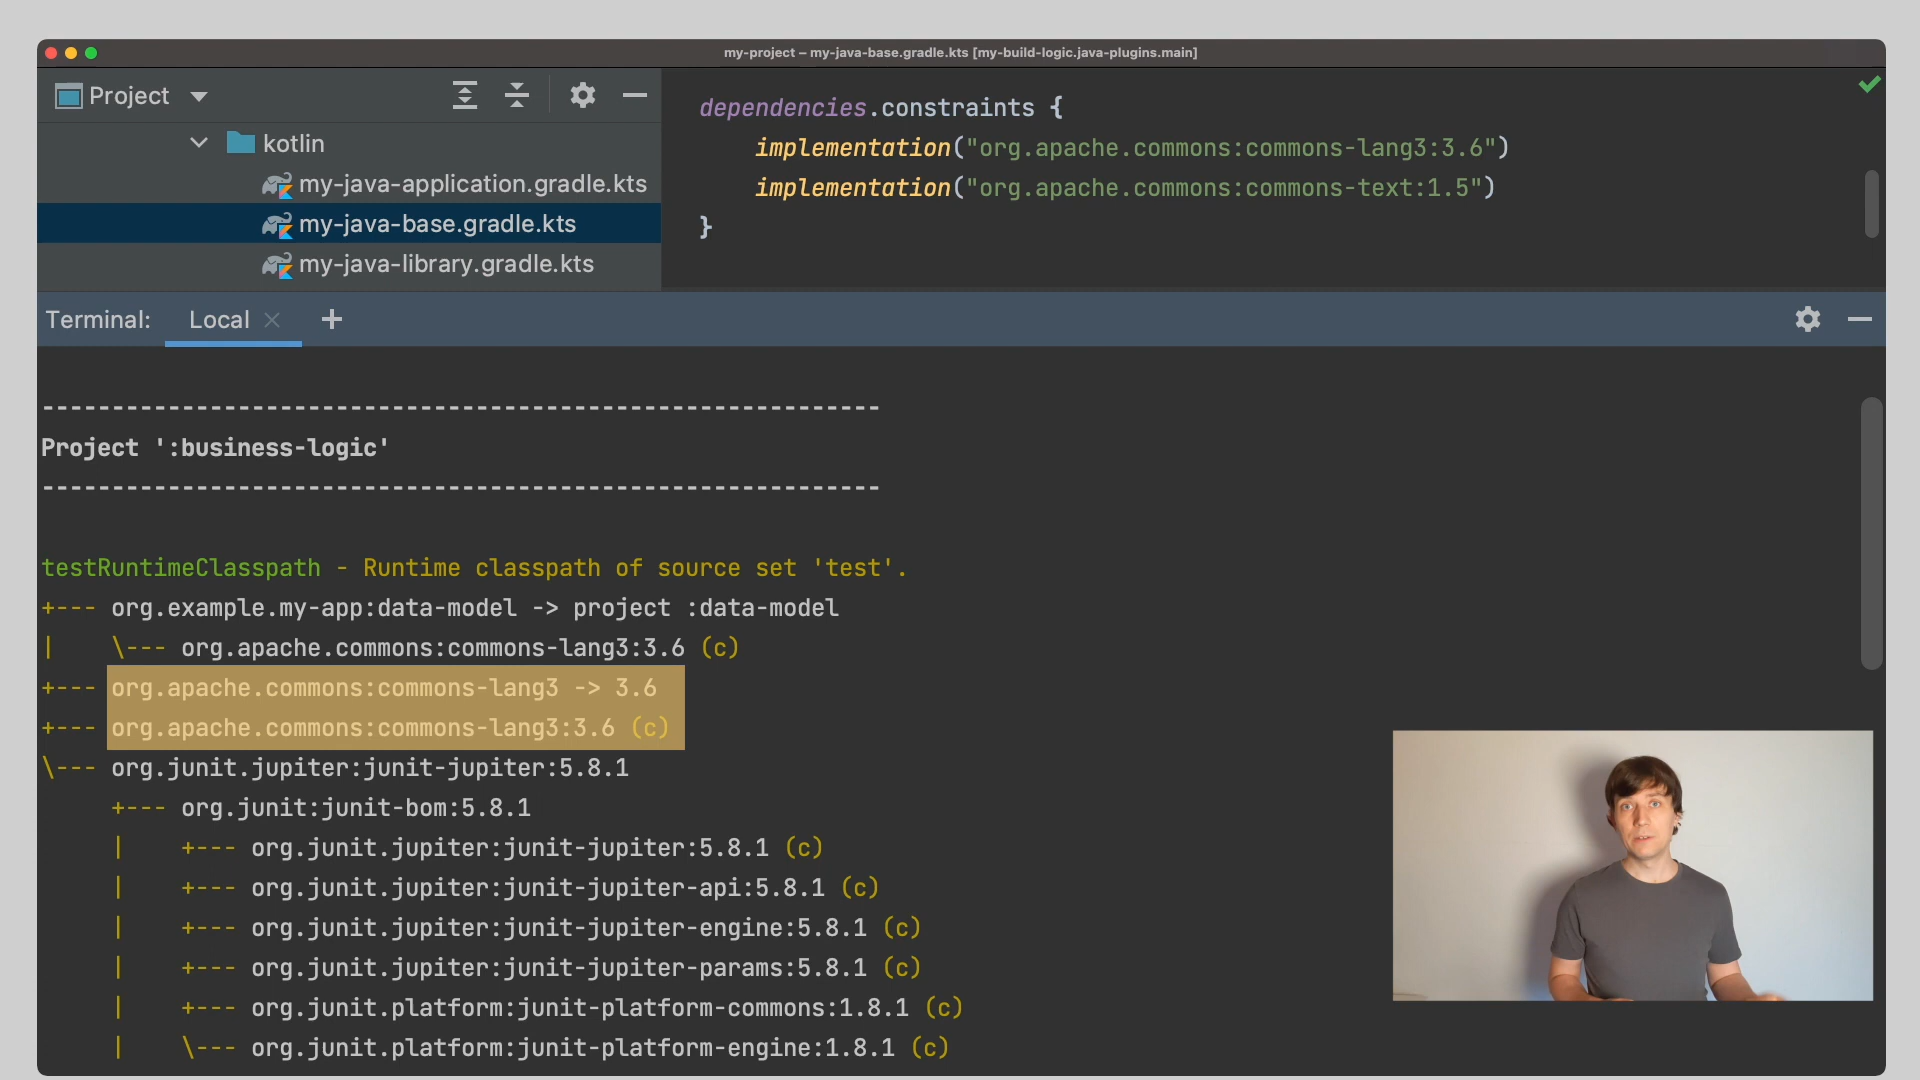 my-project – my-java-base.gradle.kts [my-build-logic.java-plugins.main]
Project
kotlin
my-java-application.gradle.kts
my-java-base.gradle.kts
my-java-library.gradle.kts
dependencies.constraints {
implementation("org.apache.commons:commons-lang3:3.6")
implementation("org.apache.commons:commons-text:1.5")
}
Terminal: Local
------------------------------------------------------------
Project ':business-logic'
------------------------------------------------------------
testRuntimeClasspath - Runtime classpath of source set 'test'.
+--- org.example.my-app:data-model -> project :data-model
|    \--- org.apache.commons:commons-lang3:3.6 (c)
+--- org.apache.commons:commons-lang3 -> 3.6
+--- org.apache.commons:commons-lang3:3.6 (c)
\--- org.junit.jupiter:junit-jupiter:5.8.1
     +--- org.junit:junit-bom:5.8.1
     |    +--- org.junit.jupiter:junit-jupiter:5.8.1 (c)
     |    +--- org.junit.jupiter:junit-jupiter-api:5.8.1 (c)
     |    +--- org.junit.jupiter:junit-jupiter-engine:5.8.1 (c)
     |    +--- org.junit.jupiter:junit-jupiter-params:5.8.1 (c)
     |    +--- org.junit.platform:junit-platform-commons:1.8.1 (c)
     |    \--- org.junit.platform:junit-platform-engine:1.8.1 (c)